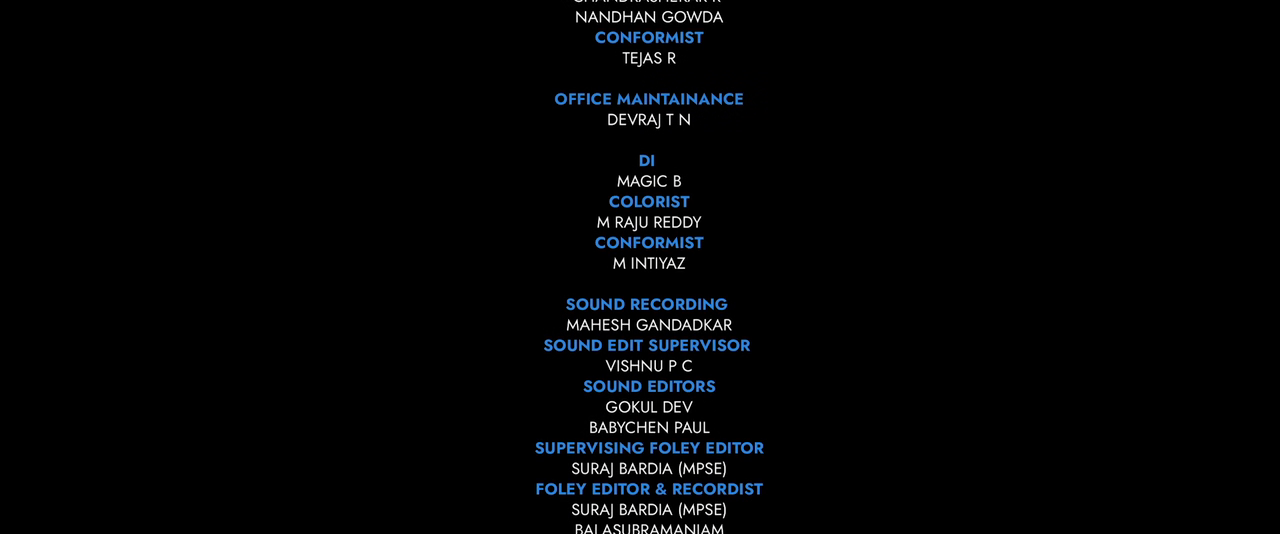 NANDHAN GOWDA
CONFORMIST
TEJAS R
OFFICE MAINTAINANCE
DEVRAJ T N
DI
MAGIC B
COLORIST
M RAJU REDDY
CONFORMIST
M INTIYAZ
SOUND RECORDING
MAHESH GANDADKAR
SOUND EDIT SUPERVISOR
VISHNU P C
SOUND EDITORS
GOKUL DEV
BABYCHEN PAUL
SUPERVISING FOLEY EDITOR
SURAJ BARDIA (MPSE)
FOLEY EDITOR & RECORDIST
SURAJ BARDIA (MPSE)
BALASUBRAMANIAM